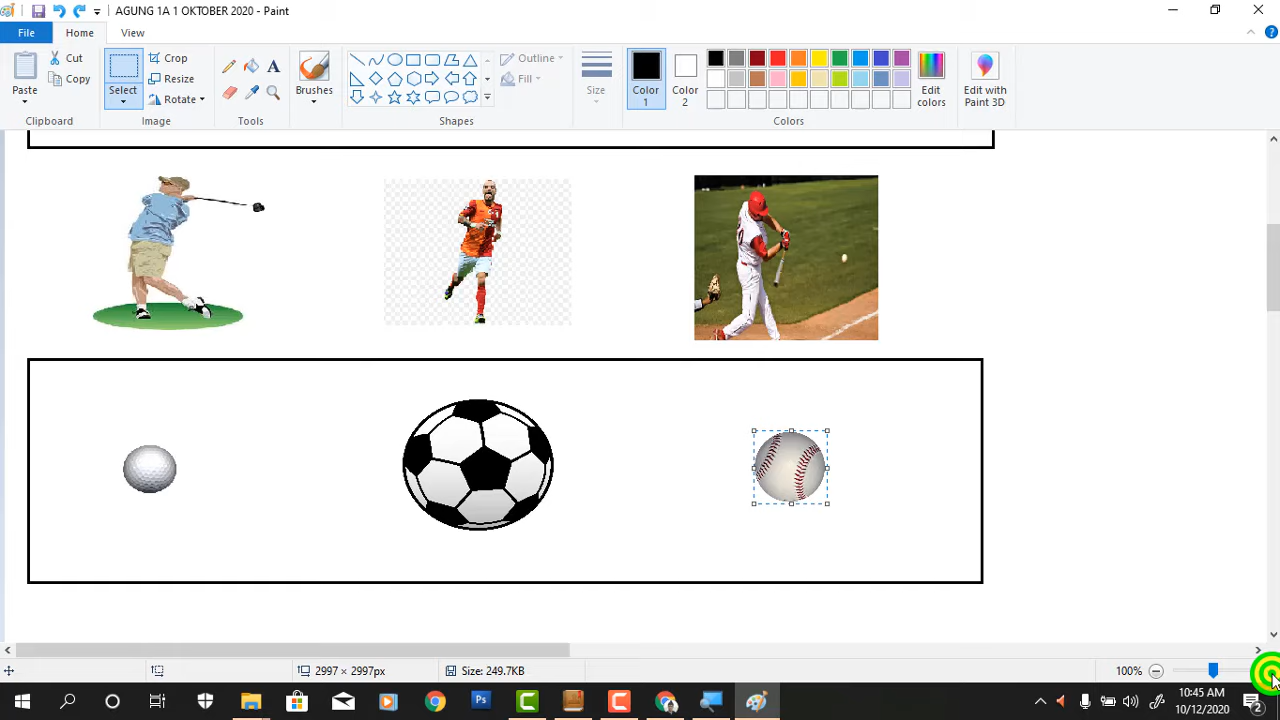 AGUNG 1A 1 OKTOBER 2020 - Paint
File Home View
Paste
Cut
Copy
Clipboard
Select
Crop
Resize
Rotate
Image
A
Tools
Brushes
Outline
Fill
Shapes
Size
Color 1
Color 2
Edit colors
Colors
Edit with Paint 3D
2997 × 2997px
Size: 249.7KB
100%
10:45 AM
10/12/2020
2